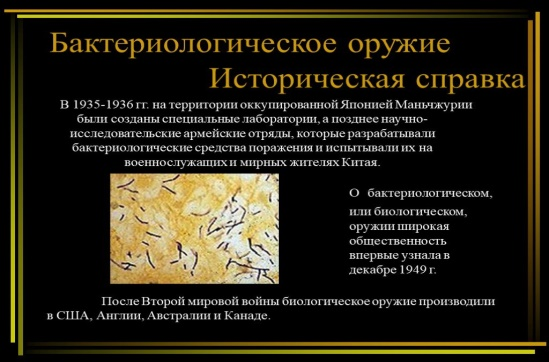 Бактериологическое оружие
Историческая справка
В 1935-1936 гг. на территории оккупированной Японией Маньчжурии
были созданы специальные лаборатории, а позднее научно-
исследовательские армейские отряды, которые разрабатывали
бактериологические средства поражения и испытывали их на
военнослужащих и мирных жителях Китая.
О бактериологическом,
или биологическом,
оружии широкая
общественность
впервые узнала в
декабре 1949 г.
После Второй мировой войны биологическое оружие производили
в США, Англии, Австралии и Канаде.